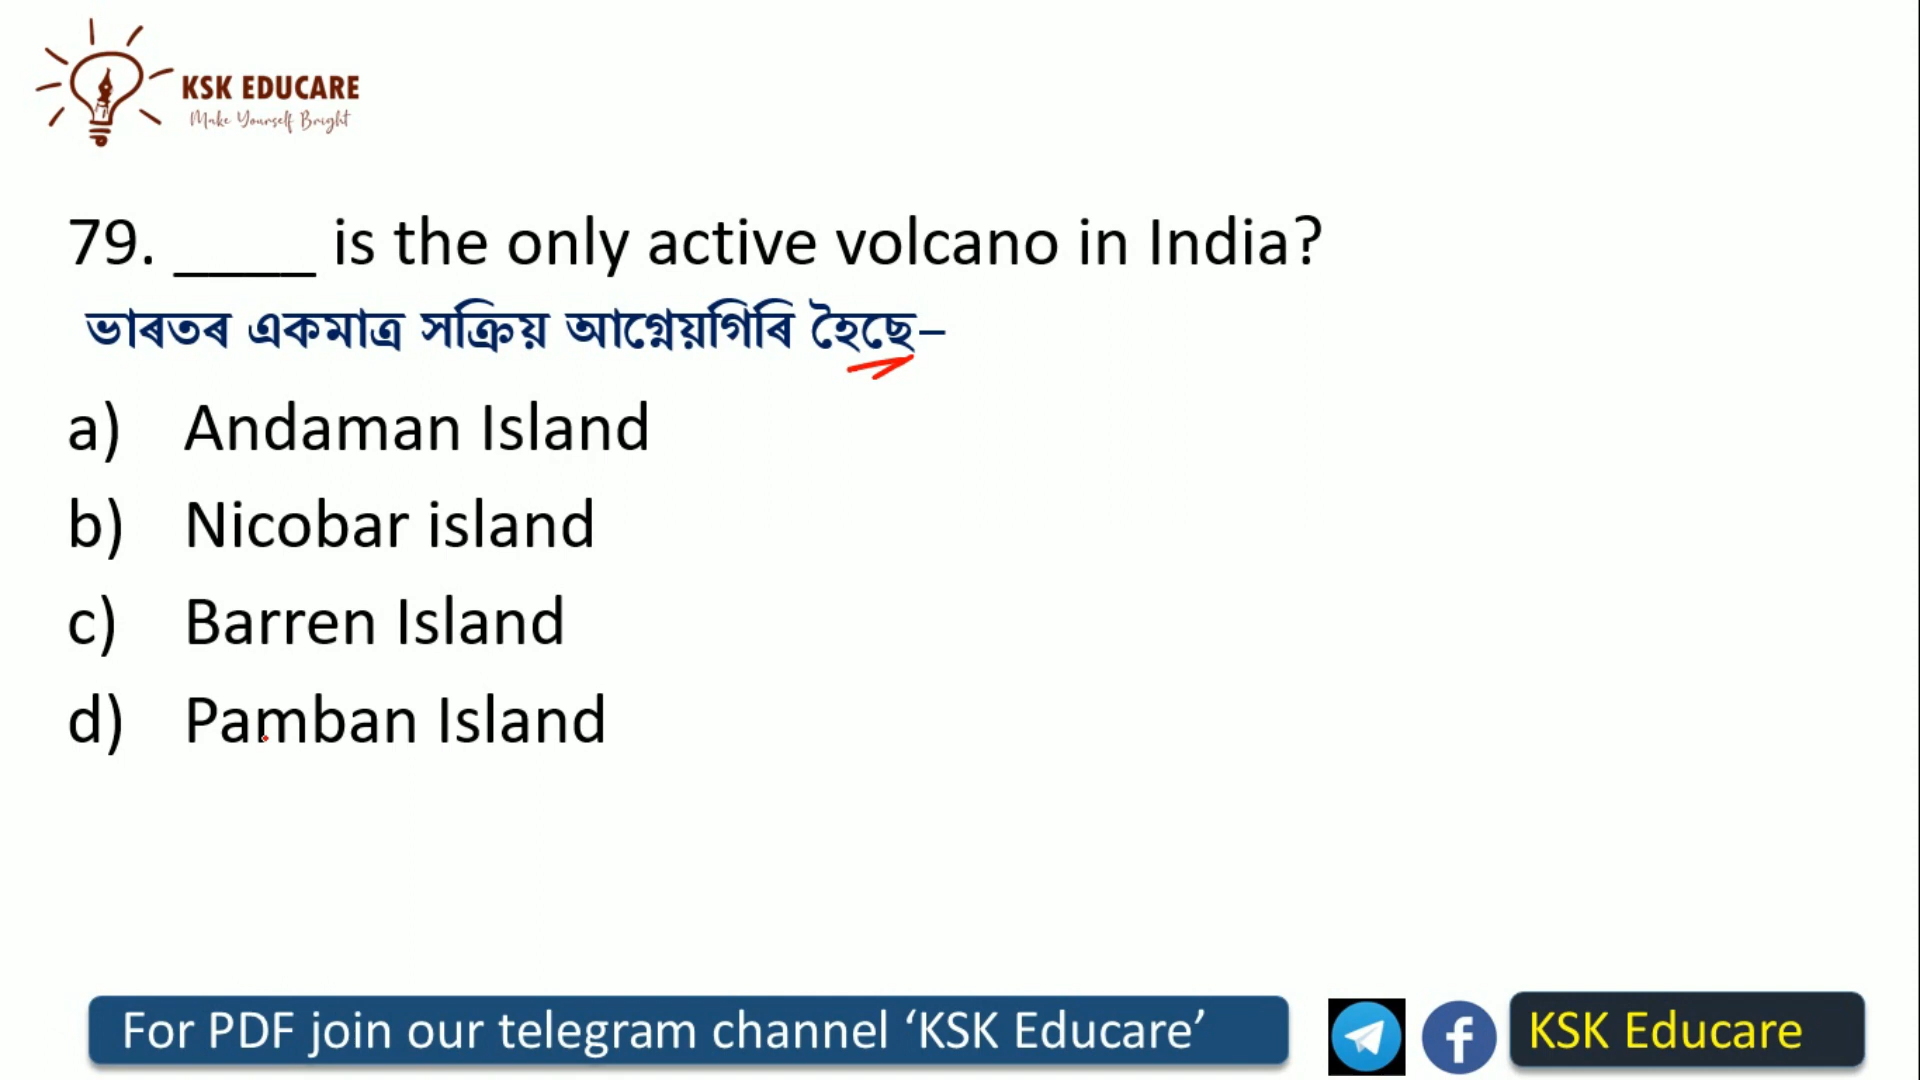 KSK EDUCARE
Make Yourself Bright
79. ____ is the only active volcano in India?
ভাৰতৰ একমাত্ৰ সক্ৰিয় আগ্নেয়গিৰি হৈছে–
a) Andaman Island
b) Nicobar island
c) Barren Island
d) Pamban Island
For PDF join our telegram channel ‘KSK Educare’
KSK Educare